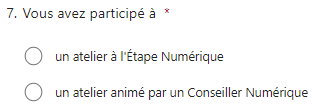 7. Vous avez participé à *
un atelier à l'Étape Numérique
un atelier animé par un Conseiller Numérique